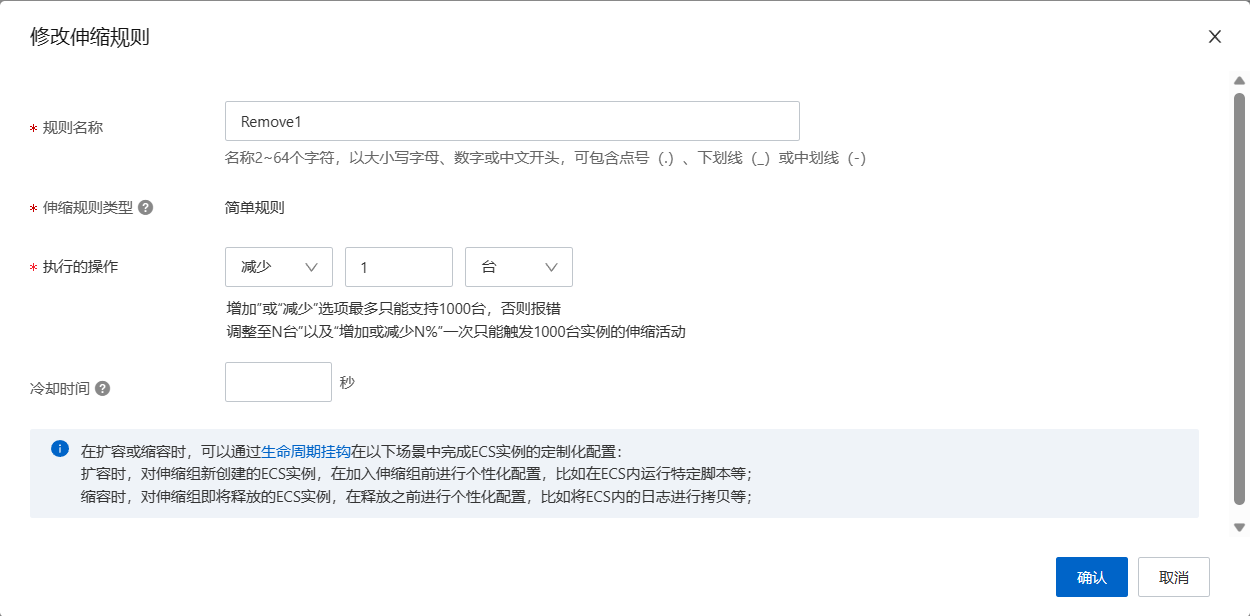 修改伸缩规则
* 规则名称
Remove1
名称2~64个字符，以大小写字母、数字或中文开头，可包含点号（.）、下划线（_）或中划线（-）
* 伸缩规则类型 ?
简单规则
* 执行的操作
减少 1 台
增加”或“减少”选项最多只能支持1000台，否则报错
调整至N台”以及“增加或减少N%”一次只能触发1000台实例的伸缩活动
冷却时间 ?
秒
在扩容或缩容时，可以通过生命周期挂钩在以下场景中完成ECS实例的定制化配置：
扩容时，对伸缩组新创建的ECS实例，在加入伸缩组前进行个性化配置，比如在ECS内运行特定脚本等；
缩容时，对伸缩组即将释放的ECS实例，在释放之前进行个性化配置，比如将ECS内的日志进行拷贝等；
确认 取消